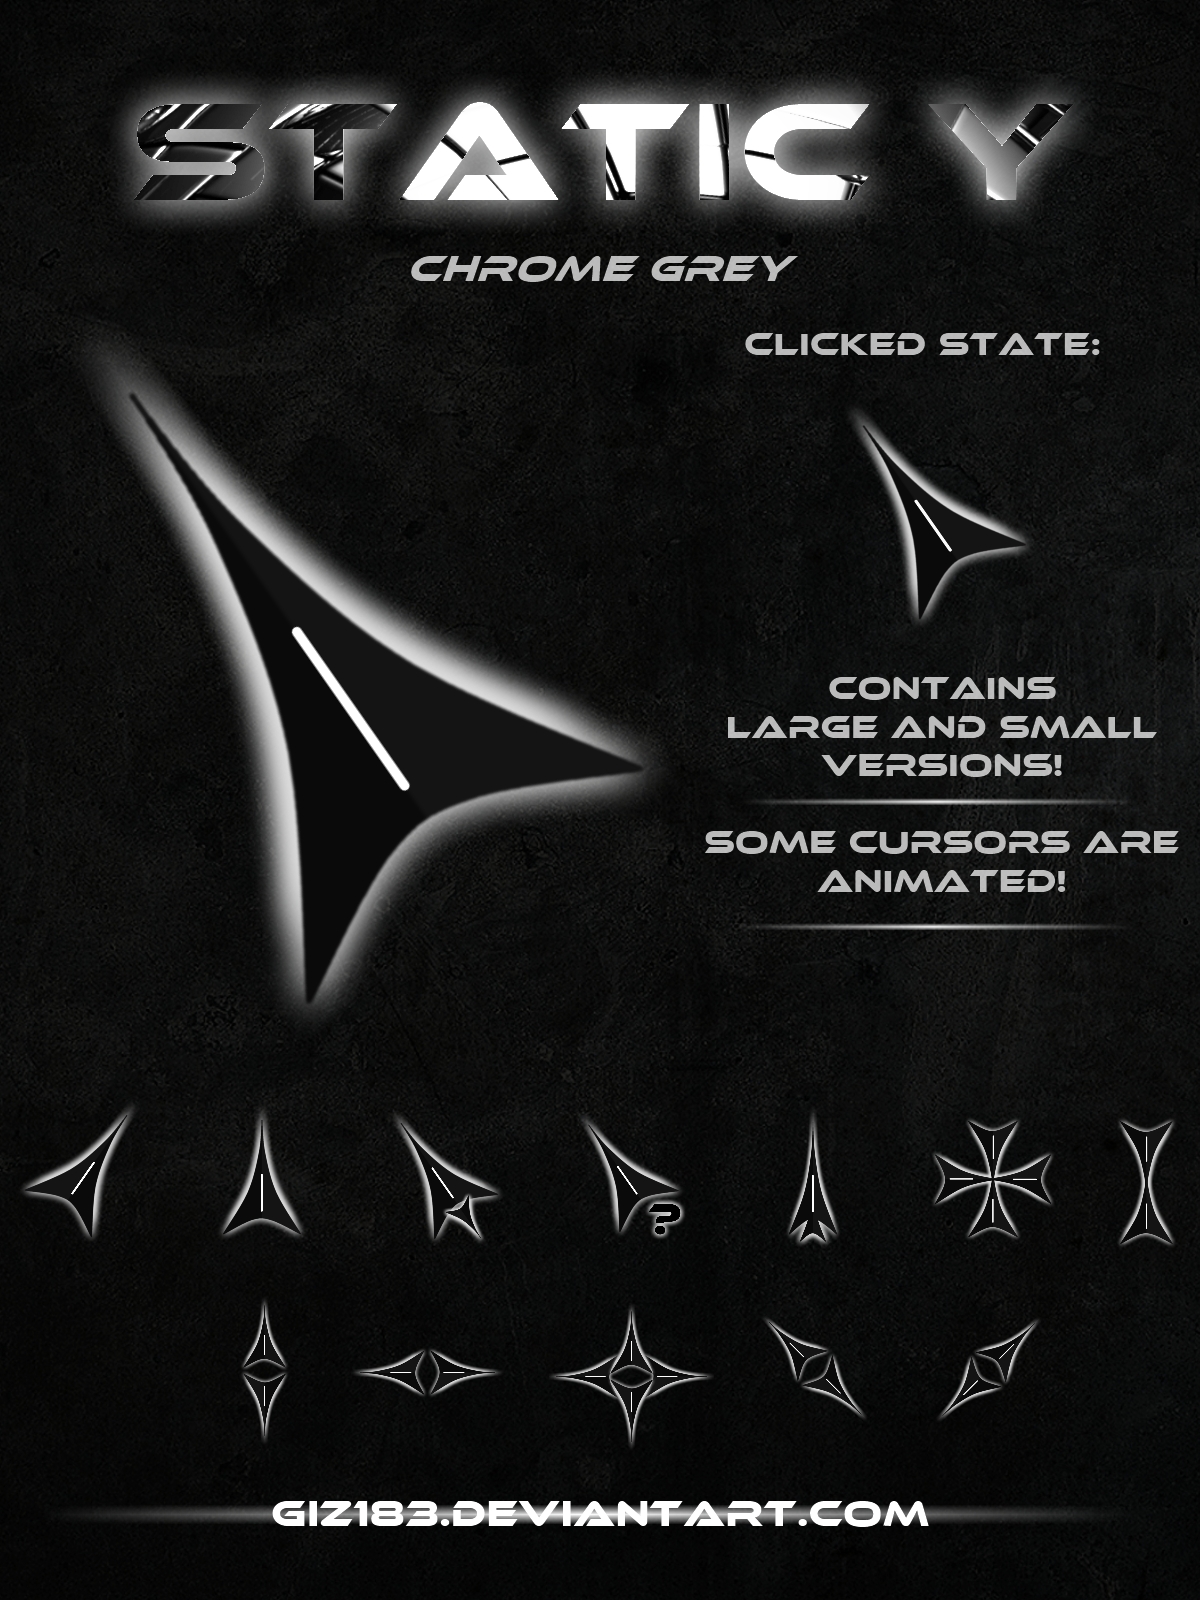 STATIC Y
CHROME GREY
CLICKED STATE:
CONTAINS
LARGE AND SMALL
VERSIONS!
SOME CURSORS ARE
ANIMATED!
?
GIZ183.DEVIANTART.COM